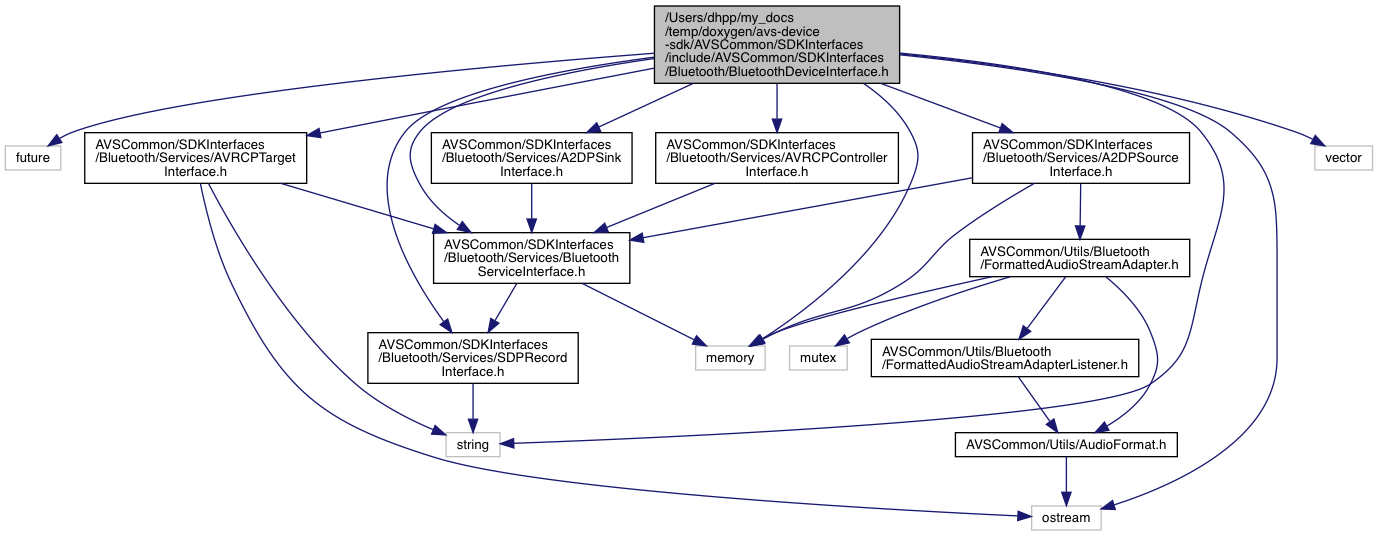 /Users/dhpp/my_docs
/temp/doxygen/avs-device
-sdk/AVSCommon/SDKInterfaces
/include/AVSCommon/SDKInterfaces
/Bluetooth/BluetoothDeviceInterface.h
future
AVSCommon/SDKInterfaces
/Bluetooth/Services/AVRCPTarget
Interface.h
AVSCommon/SDKInterfaces
/Bluetooth/Services/A2DPSink
Interface.h
AVSCommon/SDKInterfaces
/Bluetooth/Services/AVRCPController
Interface.h
AVSCommon/SDKInterfaces
/Bluetooth/Services/A2DPSource
Interface.h
vector
AVSCommon/SDKInterfaces
/Bluetooth/Services/Bluetooth
ServiceInterface.h
AVSCommon/Utils/Bluetooth
/FormattedAudioStreamAdapter.h
AVSCommon/SDKInterfaces
/Bluetooth/Services/SDPRecord
Interface.h
memory
mutex
AVSCommon/Utils/Bluetooth
/FormattedAudioStreamAdapterListener.h
string
AVSCommon/Utils/AudioFormat.h
ostream